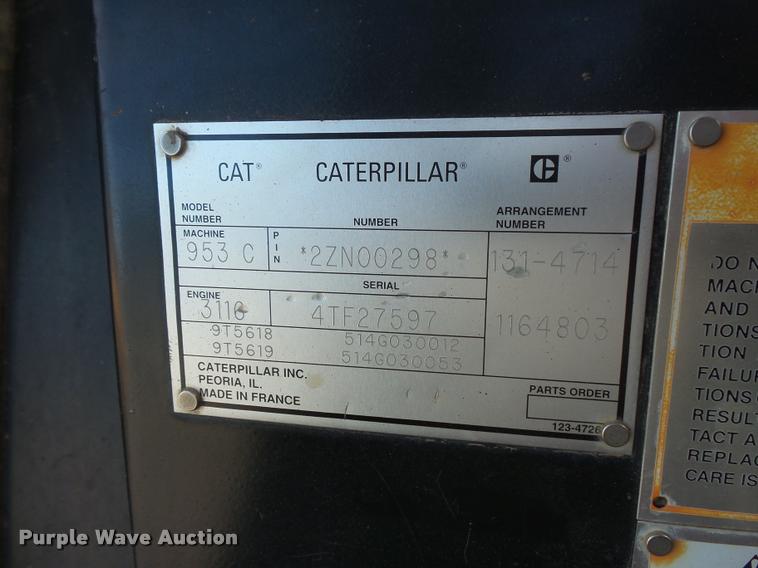 CAT® CATERPILLAR® C®
MODEL NUMBER NUMBER ARRANGEMENT NUMBER
MACHINE PIN
953 C *2ZN00298* 131-4714
SERIAL
ENGINE
3116 4TF27597 1164803
9T5618 514G030012
9T5619 514G030053
CATERPILLAR INC.
PEORIA, IL.
MADE IN FRANCE
PARTS ORDER
123-4726
DO
MACH
AND
TIONS
TION
FAILUR
TIONS
RESULT
TACT A
REPLAC
CARE IS
Purple Wave Auction